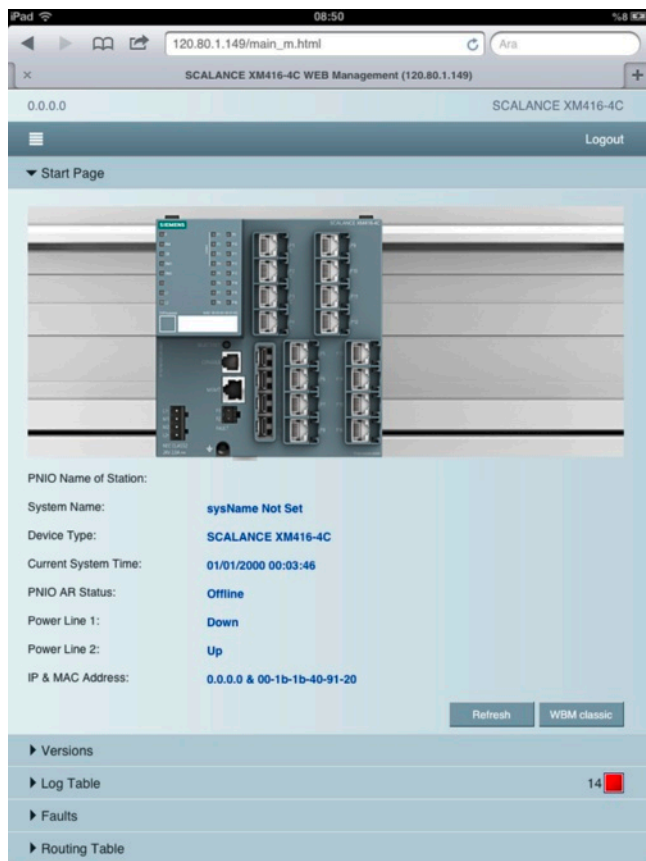 iPad 08:50 %8
120.80.1.149/main_m.html Ara
SCALANCE XM416-4C WEB Management (120.80.1.149)
0.0.0.0 SCALANCE XM416-4C
Logout
Start Page
SIEMENS
PNIO Name of Station:
System Name: sysName Not Set
Device Type: SCALANCE XM416-4C
Current System Time: 01/01/2000 00:03:46
PNIO AR Status: Offline
Power Line 1: Down
Power Line 2: Up
IP & MAC Address: 0.0.0.0 & 00-1b-1b-40-91-20
Refresh WBM classic
Versions
Log Table 14
Faults
Routing Table